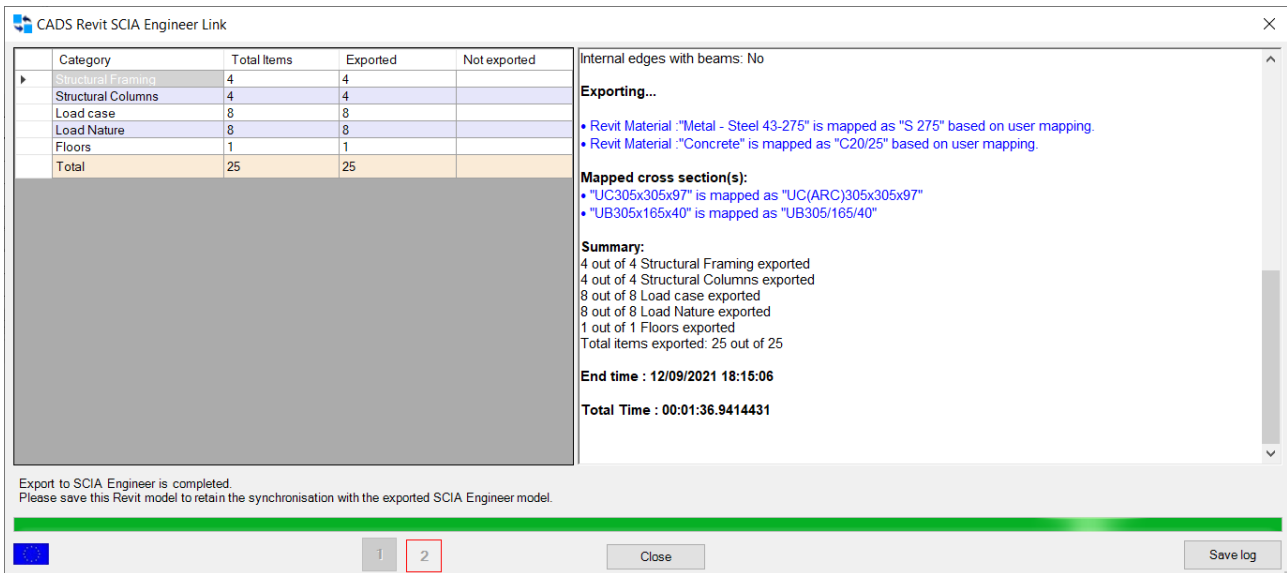 CADS Revit SCIA Engineer Link
Category Total Items Exported Not exported
Structural Framing 4 4
Structural Columns 4 4
Load case 8 8
Load Nature 8 8
Floors 1 1
Total 25 25
Internal edges with beams: No
Exporting...
• Revit Material :"Metal - Steel 43-275" is mapped as "S 275" based on user mapping.
• Revit Material :"Concrete" is mapped as "C20/25" based on user mapping.
Mapped cross section(s):
• "UC305x305x97" is mapped as "UC(ARC)305x305x97"
• "UB305x165x40" is mapped as "UB305/165/40"
Summary:
4 out of 4 Structural Framing exported
4 out of 4 Structural Columns exported
8 out of 8 Load case exported
8 out of 8 Load Nature exported
1 out of 1 Floors exported
Total items exported: 25 out of 25
End time : 12/09/2021 18:15:06
Total Time : 00:01:36.9414431
Export to SCIA Engineer is completed.
Please save this Revit model to retain the synchronisation with the exported SCIA Engineer model.
1 2 Close Save log